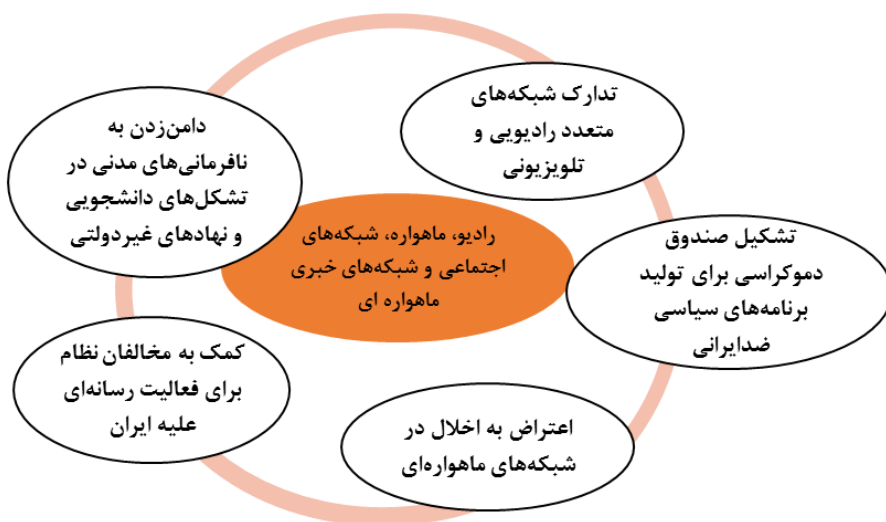 تدارک شبکه‌های
متعدد رادیویی و
تلویزیونی
دامن‌زدن به
نافرمانی‌های مدنی در
تشکل‌های دانشجویی
و نهادهای غیردولتی
رادیو، ماهواره، شبکه‌های
اجتماعی و شبکه‌های خبری
ماهواره ای
تشکیل صندوق
دموکراسی برای تولید
برنامه‌های سیاسی
ضدایرانی
کمک به مخالفان نظام
برای فعالیت رسانه‌ای
علیه ایران
اعتراض به اخلال در
شبکه‌های ماهواره‌ای